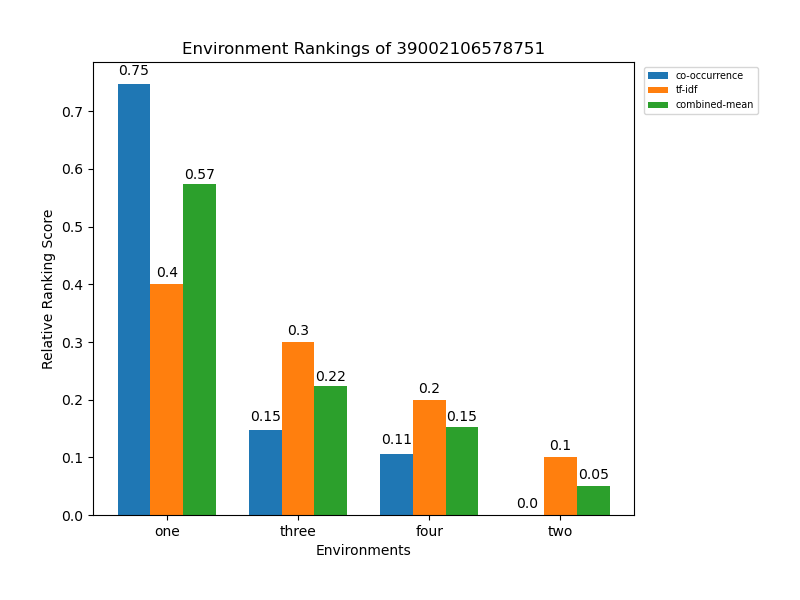 Environment Rankings of 39002106578751
co-occurrence
tf-idf
combined-mean
Relative Ranking Score
0.7
0.6
0.5
0.4
0.3
0.2
0.1
0.0
0.75
0.4
0.57
0.15
0.3
0.22
0.11
0.2
0.15
0.0
0.1
0.05
one three four two
Environments